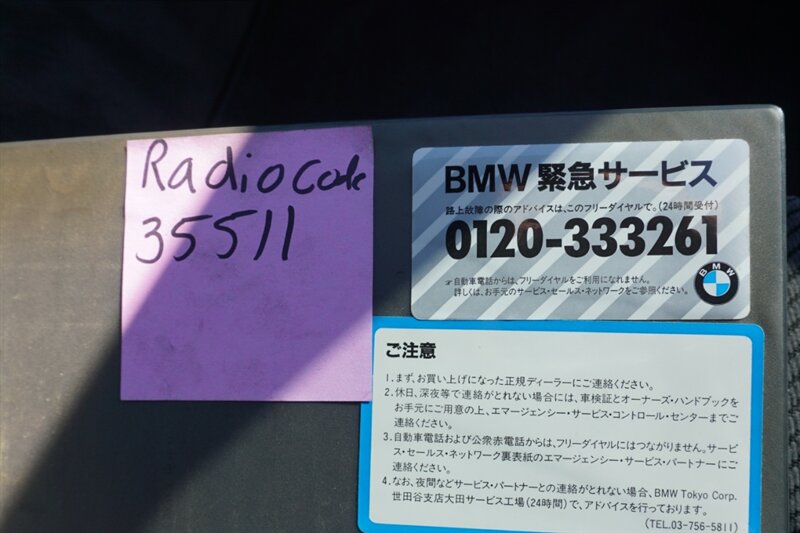 Radio Code
35511
BMW緊急サービス
路上故障の際のアドバイスは、このフリーダイヤルで。(24時間受付)
0120-333261
☞自動車電話からは、フリーダイヤルをご利用になれません。
詳しくは、お手元のサービス・セールス・ネットワークをご参照ください。
BMW
ご注意
1.まず、お買い上げになった正規ディーラーにご連絡ください。
2.休日、深夜等で連絡がとれない場合には、車検証とオーナーズ・ハンドブックを
お手元にご用意の上、エマージェンシー・サービス・コントロール・センターまでご
連絡ください。
3.自動車電話および公衆赤電話からは、フリーダイヤルにはつながりません。サービ
ス・セールス・ネットワーク裏表紙のエマージェンシー・サービス・パートナーにご
連絡ください。
4.なお、夜間などサービス・パートナーとの連絡がとれない場合、BMW Tokyo Corp.
世田谷支店大田サービス工場(24時間)で、アドバイスを行っております。
(TEL.03-756-5811)